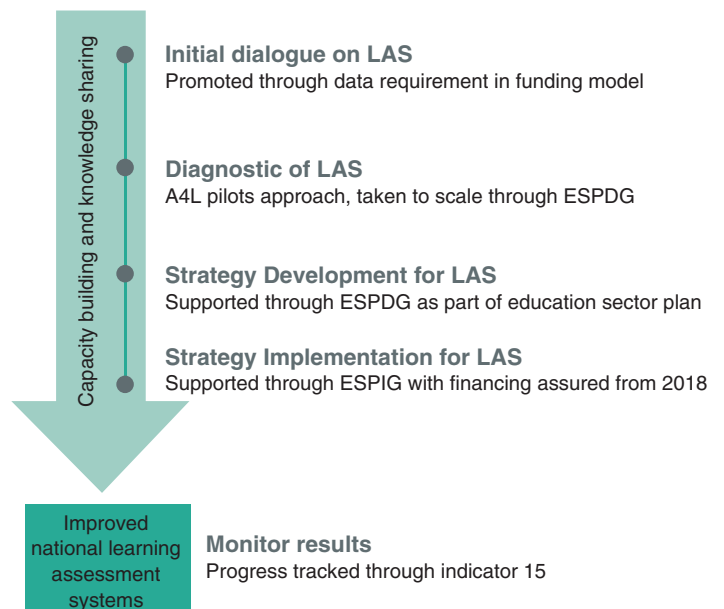 Capacity building and knowledge sharing
Initial dialogue on LAS
Promoted through data requirement in funding model
Diagnostic of LAS
A4L pilots approach, taken to scale through ESPDG
Strategy Development for LAS
Supported through ESPDG as part of education sector plan
Strategy Implementation for LAS
Supported through ESPIG with financing assured from 2018
Improved
national learning
assessment
systems
Monitor results
Progress tracked through indicator 15